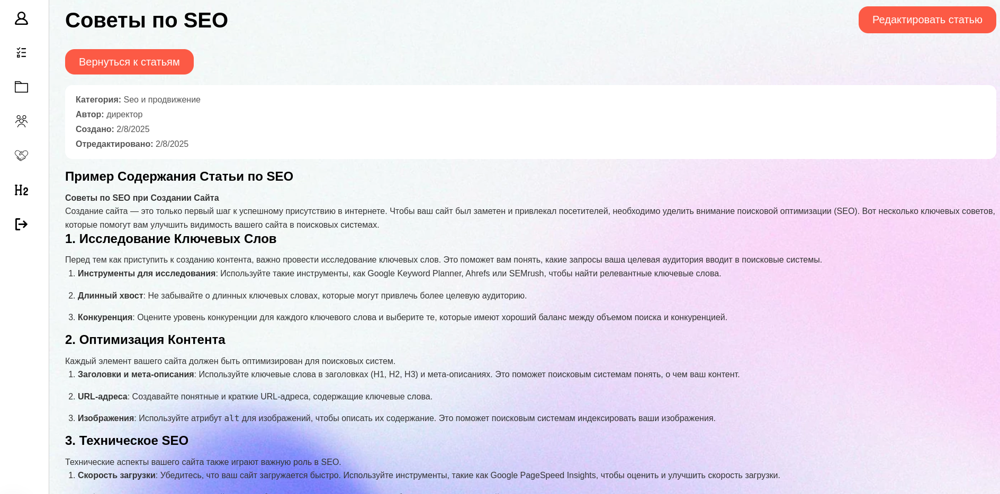 Советы по SEO
Редактировать статью
Вернуться к статьям
Категория: Seo и продвижение
Автор: директор
Создано: 2/8/2025
Отредактировано: 2/8/2025
Пример Содержания Статьи по SEO
Советы по SEO при Создании Сайта
Создание сайта — это только первый шаг к успешному присутствию в интернете. Чтобы ваш сайт был заметен и привлекал посетителей, необходимо уделить внимание поисковой оптимизации (SEO). Вот несколько ключевых советов,
которые помогут вам улучшить видимость вашего сайта в поисковых системах.
1. Исследование Ключевых Слов
Перед тем как приступить к созданию контента, важно провести исследование ключевых слов. Это поможет вам понять, какие запросы ваша целевая аудитория вводит в поисковые системы.
1. Инструменты для исследования: Используйте такие инструменты, как Google Keyword Planner, Ahrefs или SEMrush, чтобы найти релевантные ключевые слова.
2. Длинный хвост: Не забывайте о длинных ключевых словах, которые могут привлечь более целевую аудиторию.
3. Конкуренция: Оцените уровень конкуренции для каждого ключевого слова и выберите те, которые имеют хороший баланс между объемом поиска и конкуренцией.
2. Оптимизация Контента
Каждый элемент вашего сайта должен быть оптимизирован для поисковых систем.
1. Заголовки и мета-описания: Используйте ключевые слова в заголовках (H1, H2, H3) и мета-описаниях. Это поможет поисковым системам понять, о чем ваш контент.
2. URL-адреса: Создавайте понятные и краткие URL-адреса, содержащие ключевые слова.
3. Изображения: Используйте атрибут alt для изображений, чтобы описать их содержание. Это поможет поисковым системам индексировать ваши изображения.
H2
3. Техническое SEO
Технические аспекты вашего сайта также играют важную роль в SEO.
1. Скорость загрузки: Убедитесь, что ваш сайт загружается быстро. Используйте инструменты, такие как Google PageSpeed Insights, чтобы оценить и улучшить скорость загрузки.